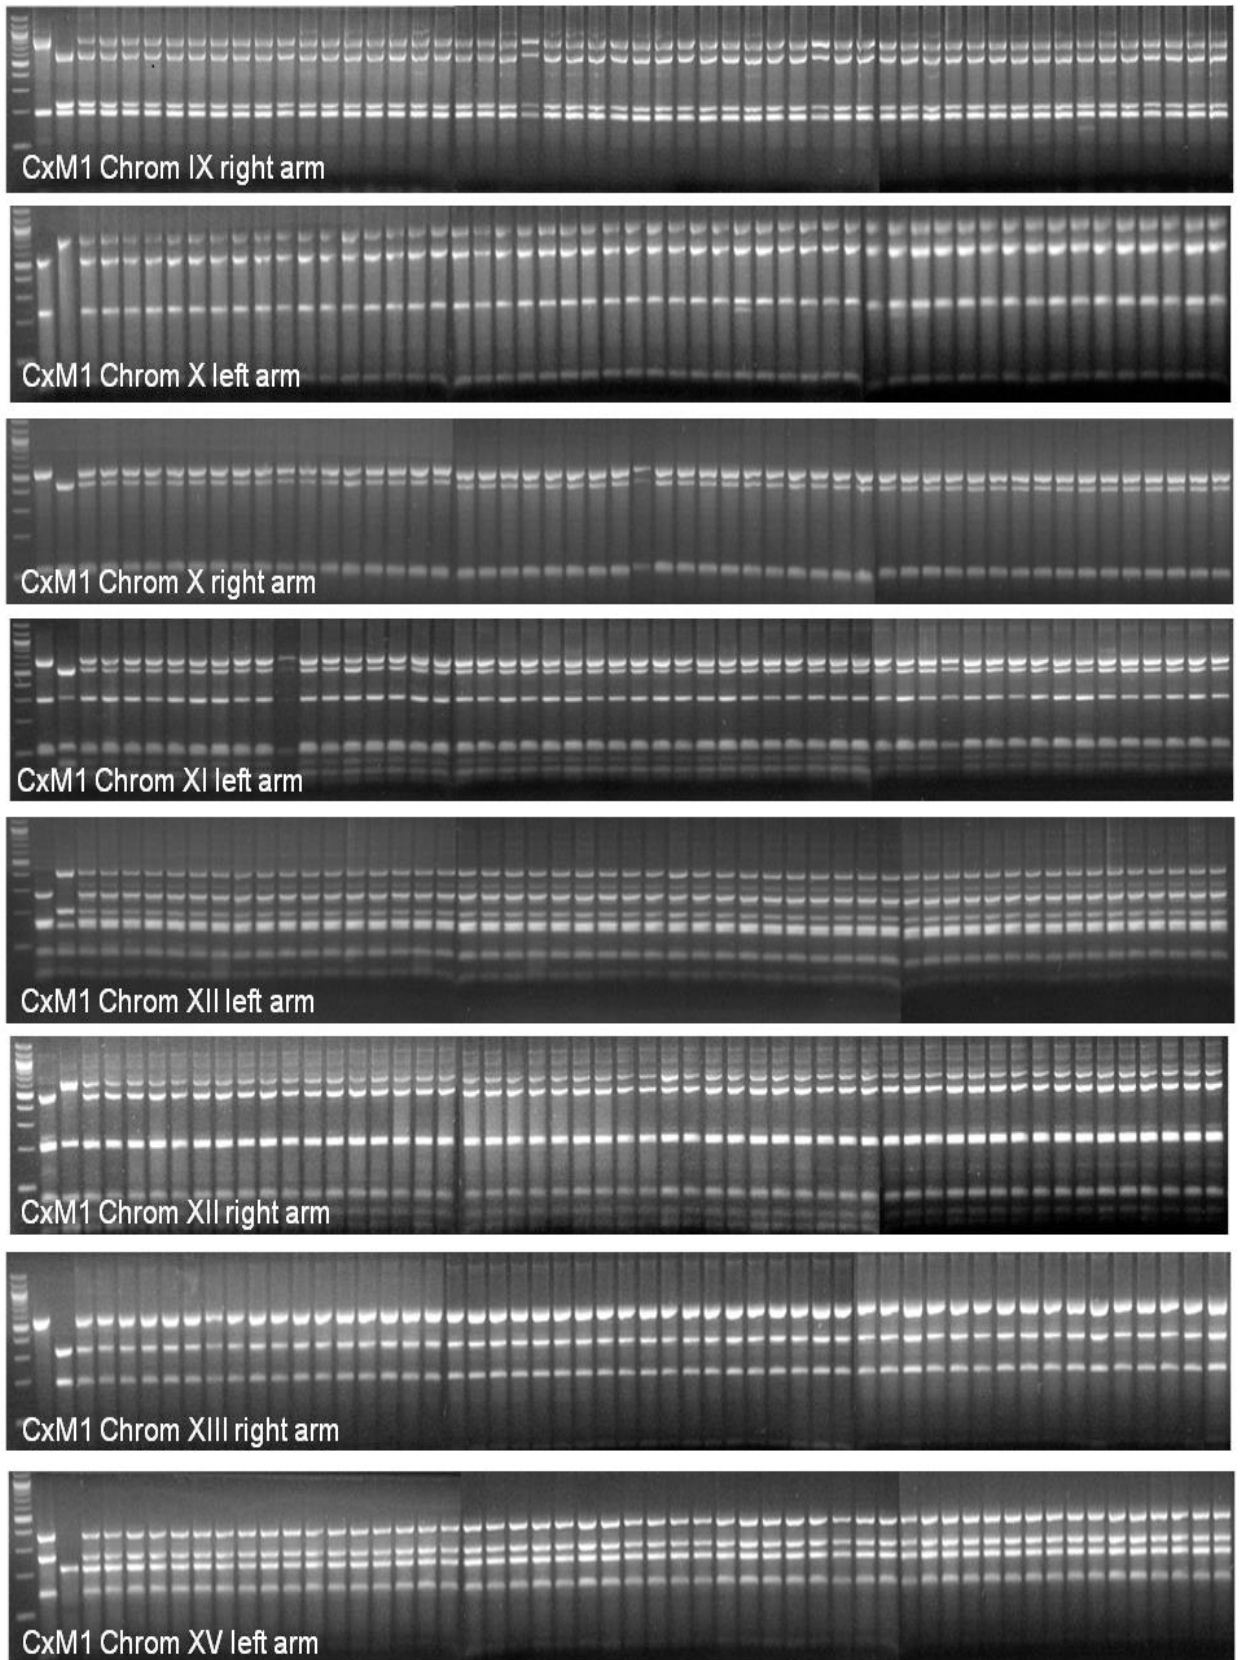 CxM1 Chrom IX right arm
CxM1 Chrom X left arm
CxM1 Chrom X right arm
CxM1 Chrom XI left arm
CxM1 Chrom XII left arm
CxM1 Chrom XII right arm
CxM1 Chrom XIII right arm
CxM1 Chrom XV left arm